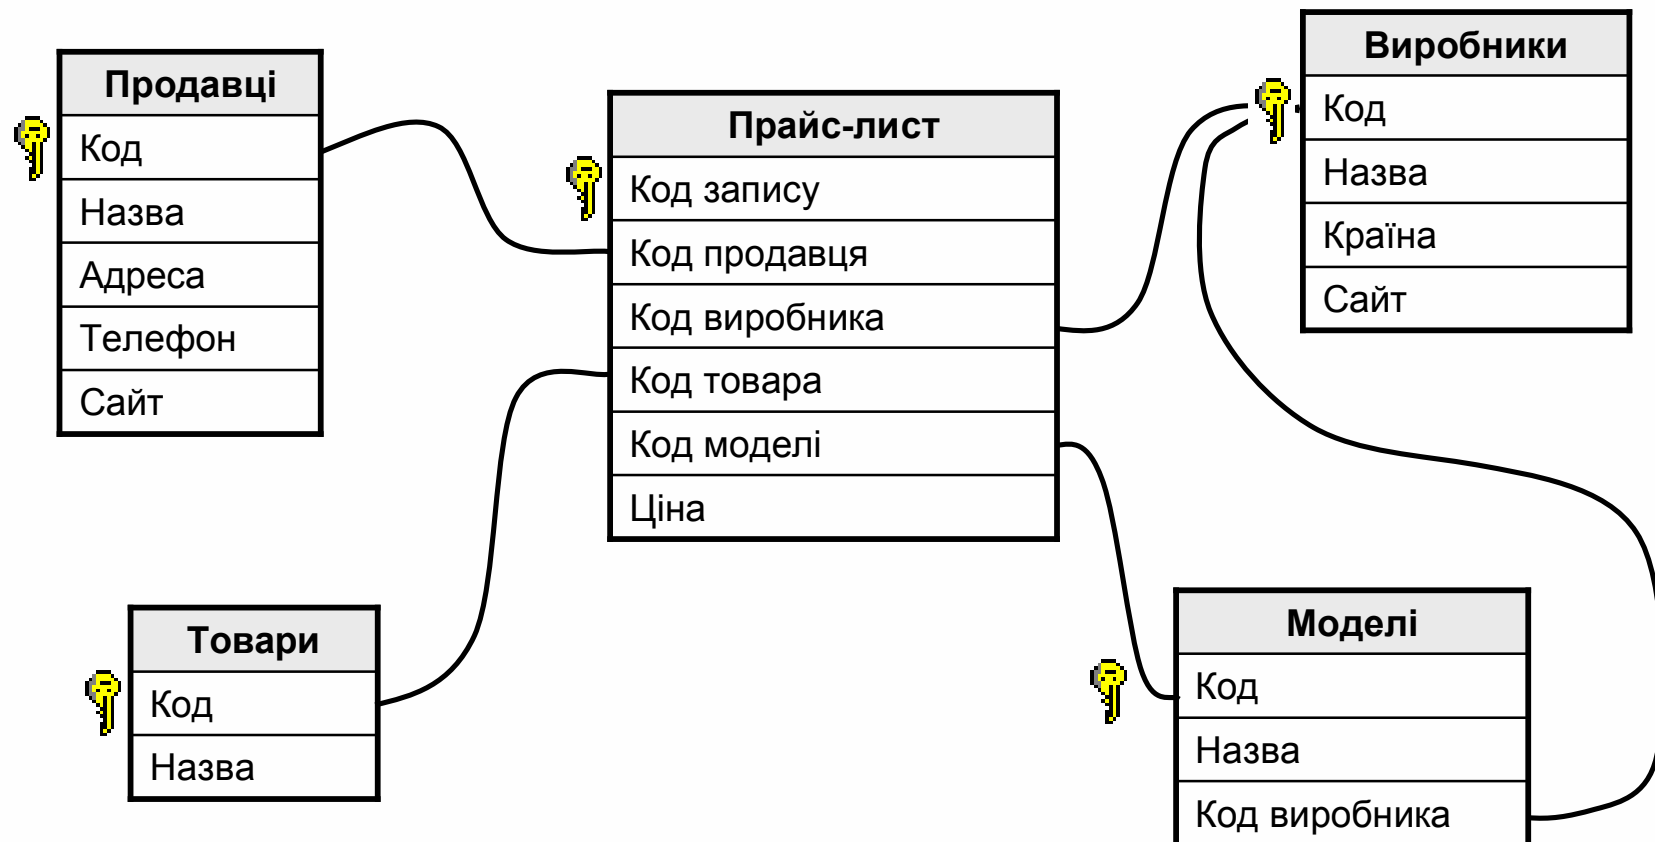 Продавці
Код
Назва
Адреса
Телефон
Сайт
Прайс-лист
Код запису
Код продавця
Код виробника
Код товара
Код моделі
Ціна
Виробники
Код
Назва
Країна
Сайт
Товари
Код
Назва
Моделі
Код
Назва
Код виробника